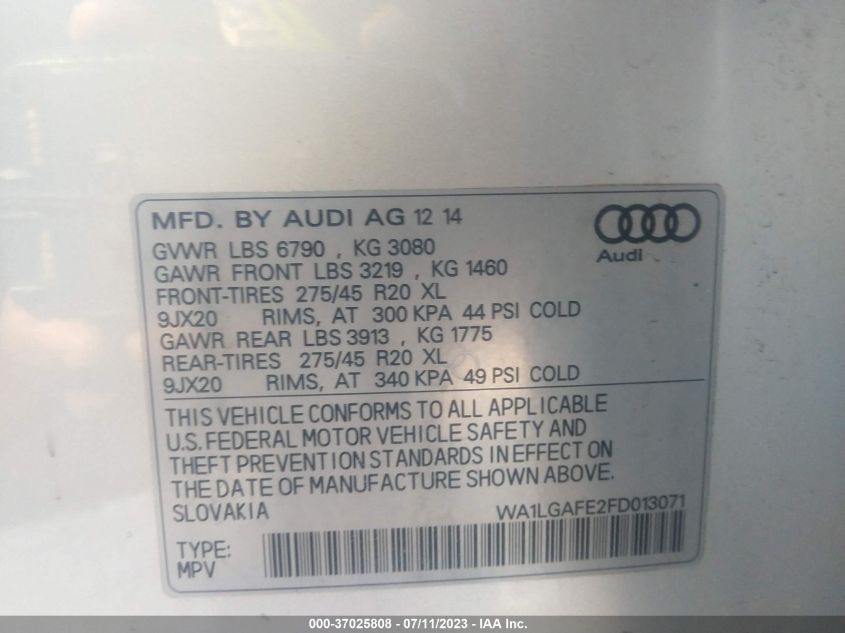 MFD. BY AUDI AG 12 14
Audi
GVWR LBS 6790 , KG 3080
GAWR FRONT LBS 3219 , KG 1460
FRONT-TIRES 275/45 R20 XL
9JX20 RIMS, AT 300 KPA 44 PSI COLD
GAWR REAR LBS 3913 , KG 1775
REAR-TIRES 275/45 R20 XL
9JX20 RIMS, AT 340 KPA 49 PSI COLD
THIS VEHICLE CONFORMS TO ALL APPLICABLE
U.S. FEDERAL MOTOR VEHICLE SAFETY AND
THEFT PREVENTION STANDARDS IN EFFECT ON
THE DATE OF MANUFACTURE SHOWN ABOVE.
SLOVAKIA WA1LGAFE2FD013071
TYPE:
MPV
000-37025808 - 07/11/2023 - IAA Inc.